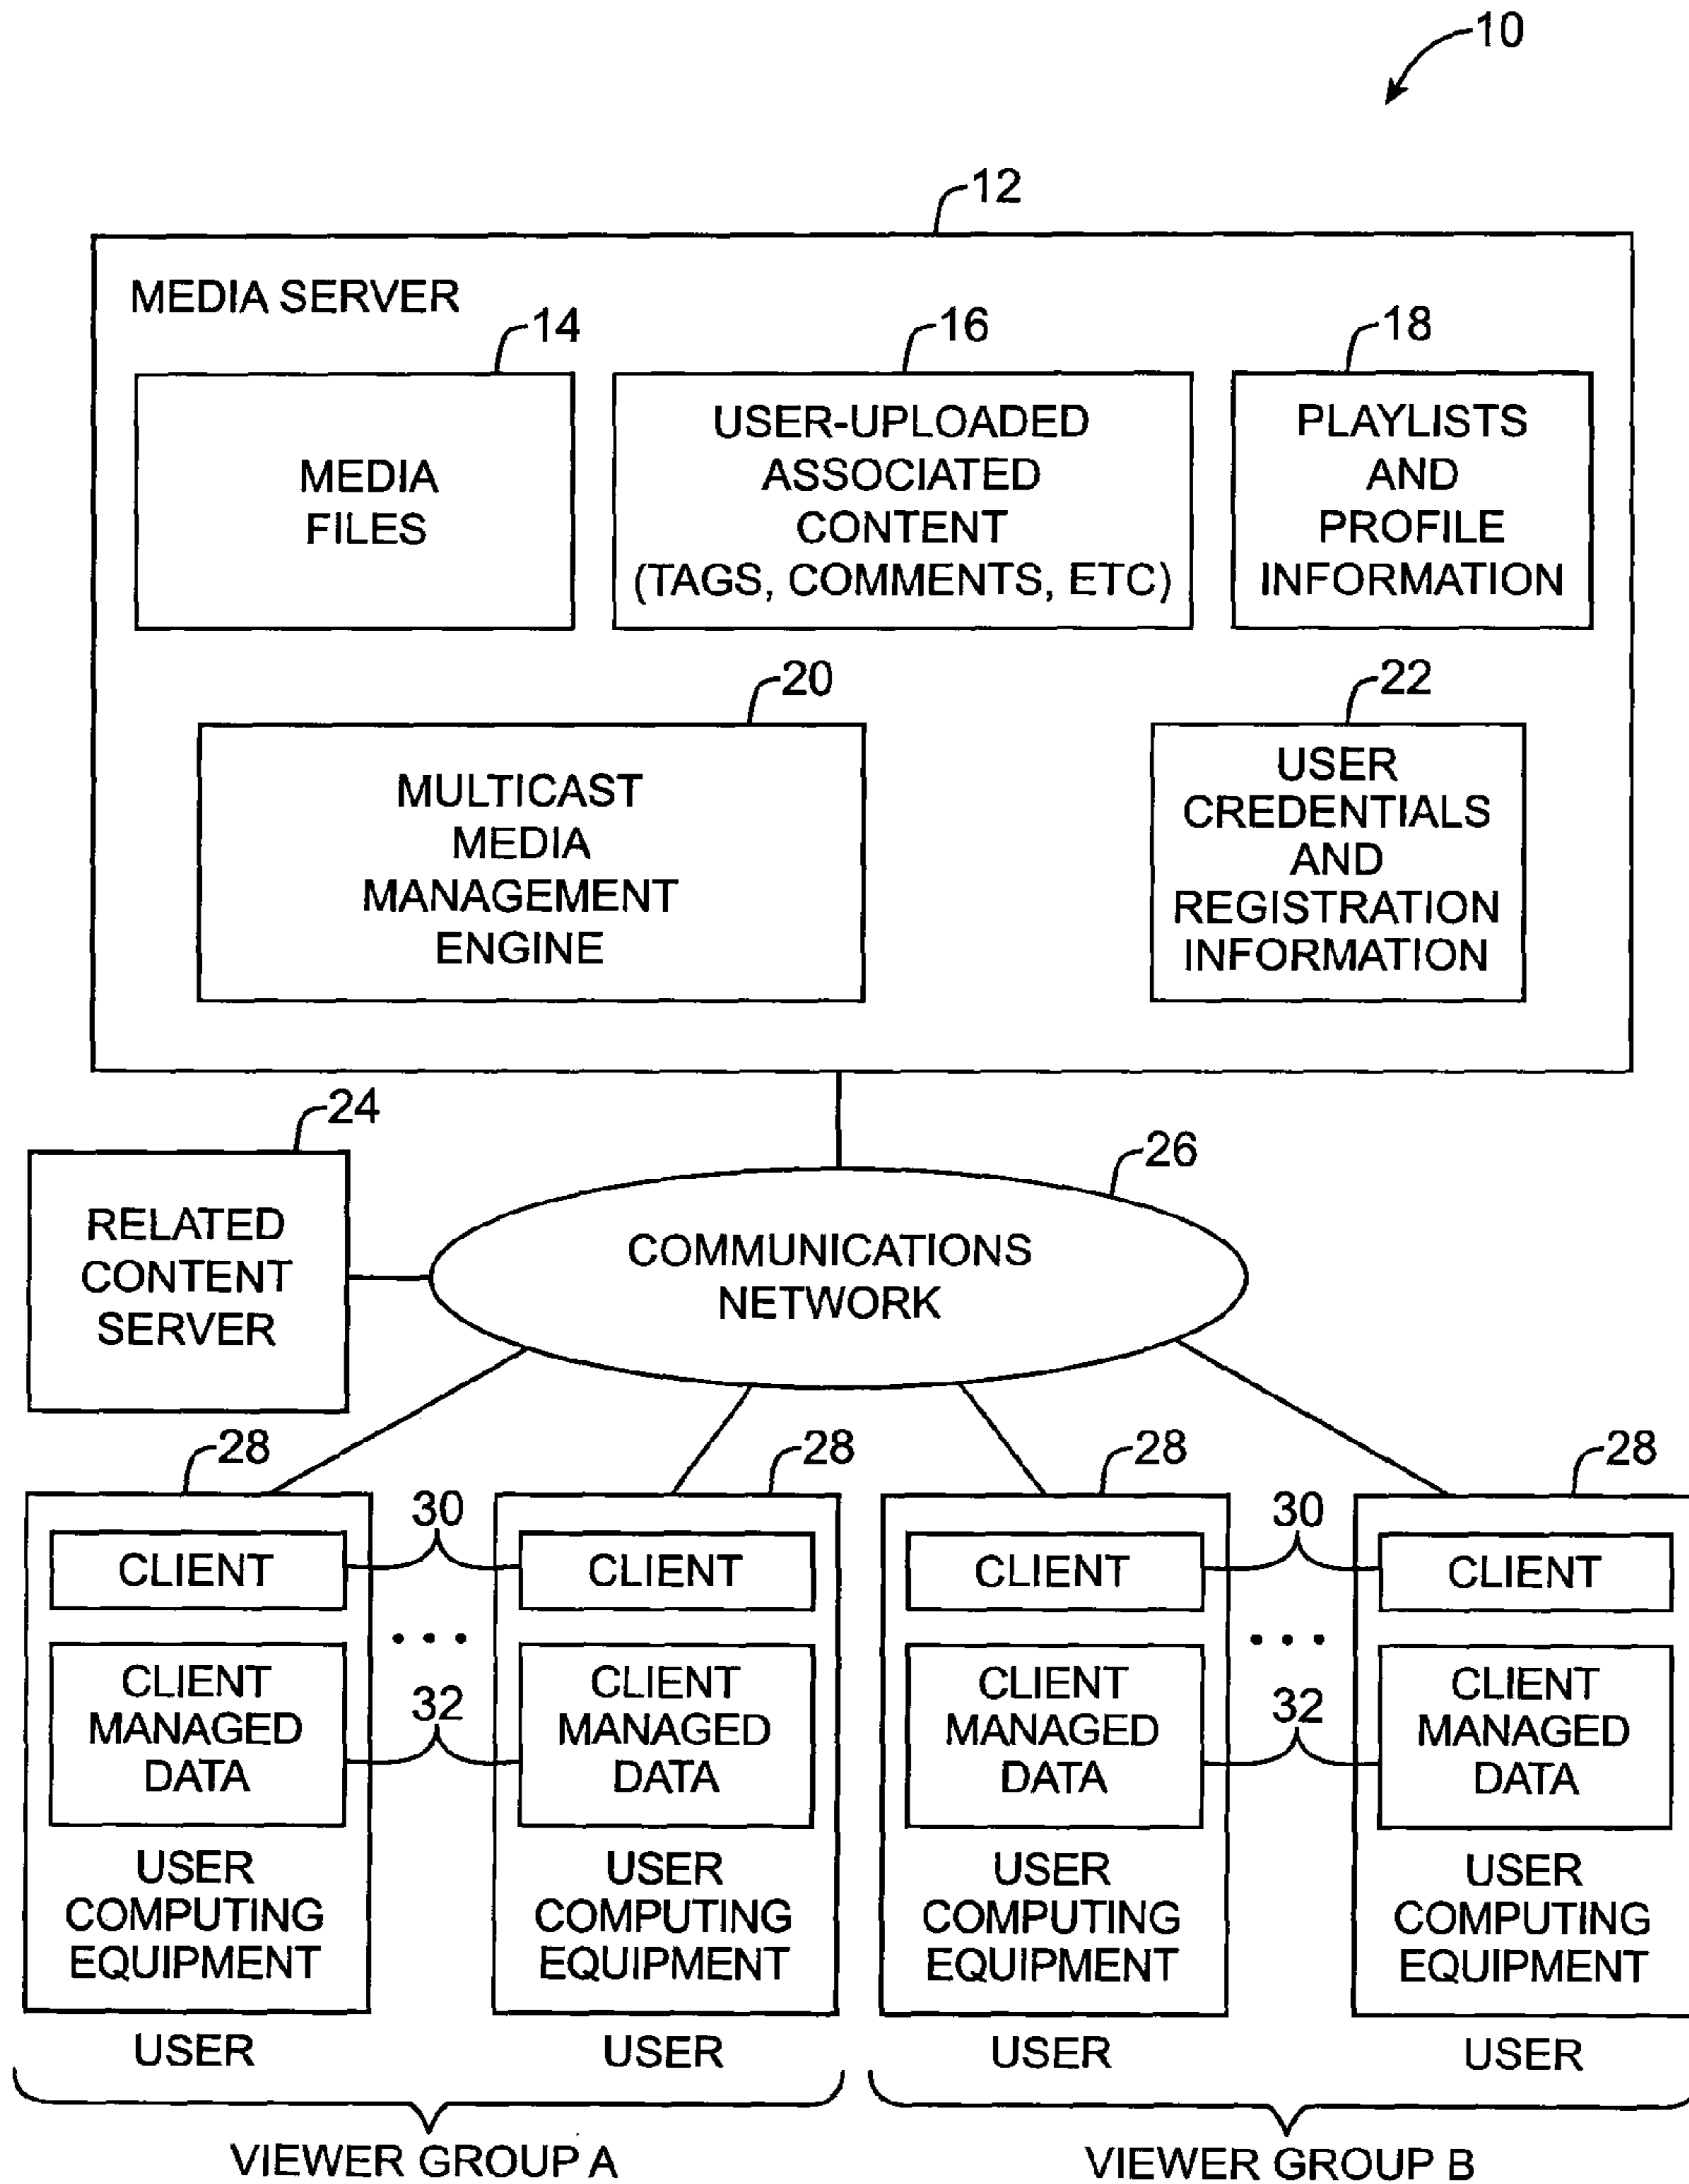 10
12
MEDIA SERVER
14
16
18
MEDIA
FILES
USER-UPLOADED
ASSOCIATED
CONTENT
(TAGS, COMMENTS, ETC)
PLAYLISTS
AND
PROFILE
INFORMATION
20
22
MULTICAST
MEDIA
MANAGEMENT
ENGINE
USER
CREDENTIALS
AND
REGISTRATION
INFORMATION
24
26
RELATED
CONTENT
SERVER
COMMUNICATIONS
NETWORK
28
28
28
28
30
30
CLIENT
CLIENT
CLIENT
CLIENT
• • •
• • •
32
32
CLIENT
MANAGED
DATA
CLIENT
MANAGED
DATA
CLIENT
MANAGED
DATA
CLIENT
MANAGED
DATA
USER
COMPUTING
EQUIPMENT
USER
COMPUTING
EQUIPMENT
USER
COMPUTING
EQUIPMENT
USER
COMPUTING
EQUIPMENT
USER
USER
USER
USER
VIEWER GROUP A
VIEWER GROUP B